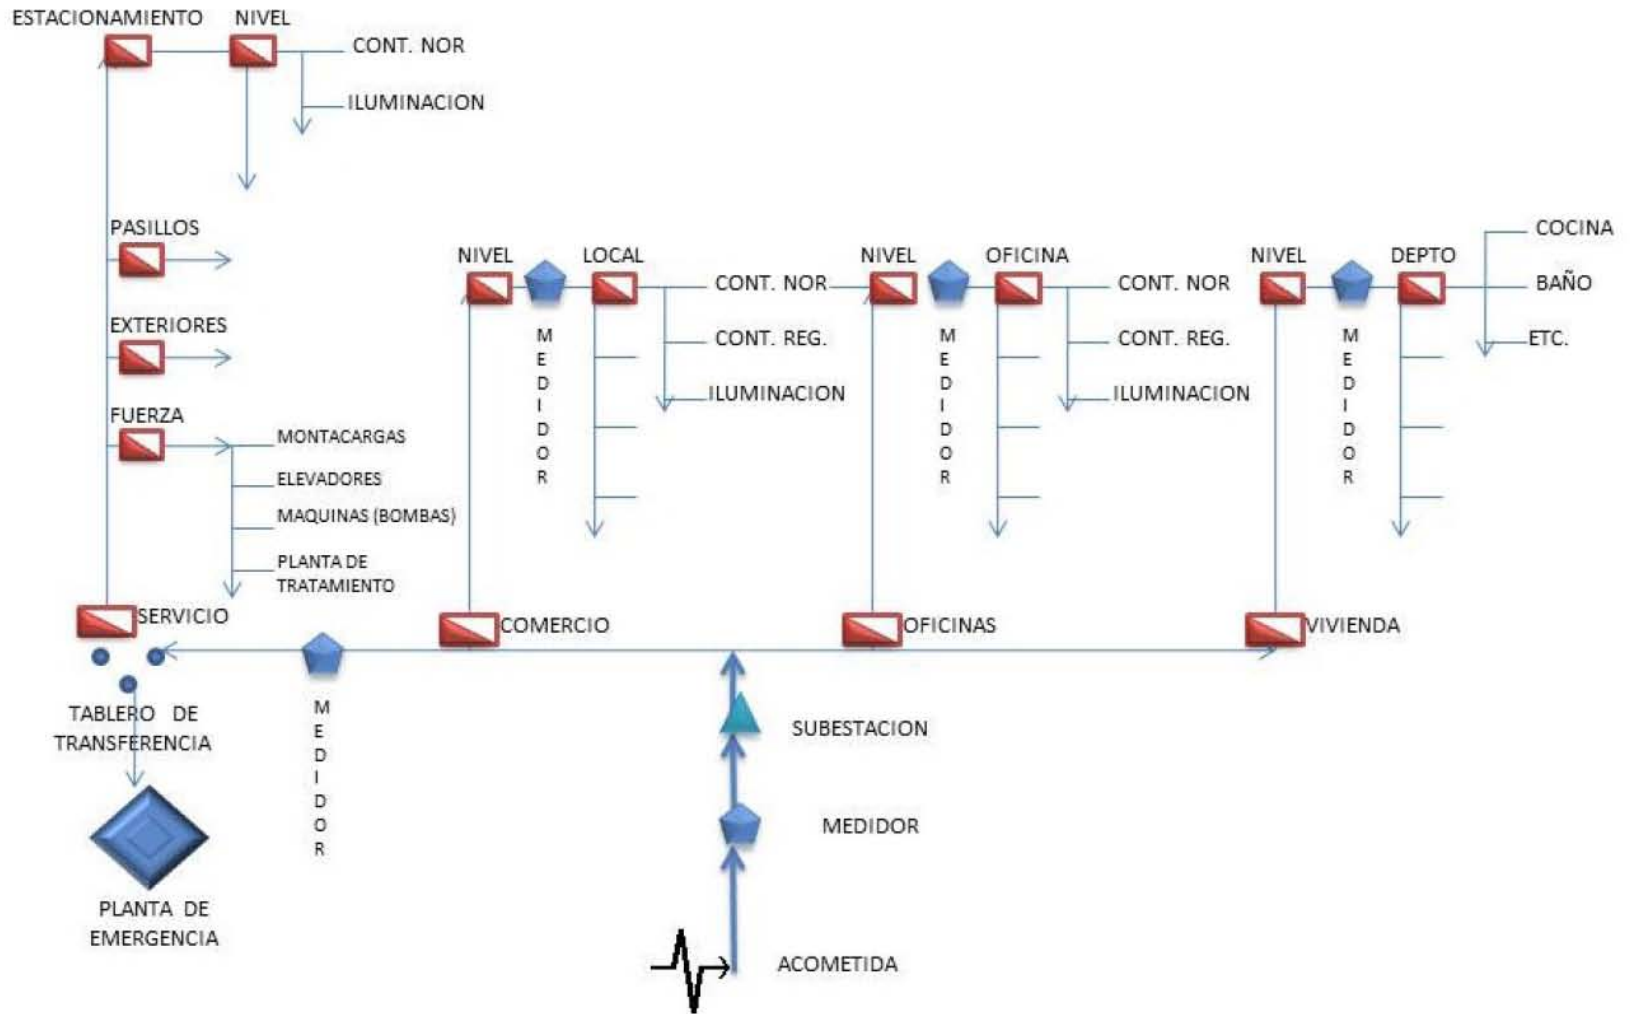 ESTACIONAMIENTO
NIVEL
CONT. NOR
ILUMINACION
PASILLOS
EXTERIORES
FUERZA
MONTACARGAS
ELEVADORES
MAQUINAS (BOMBAS)
PLANTA DE
TRATAMIENTO
SERVICIO
NIVEL
MEDIDOR
LOCAL
CONT. NOR
CONT. REG.
ILUMINACION
COMERCIO
NIVEL
MEDIDOR
OFICINA
CONT. NOR
CONT. REG.
ILUMINACION
OFICINAS
NIVEL
MEDIDOR
DEPTO
COCINA
BAÑO
ETC.
VIVIENDA
TABLERO DE
TRANSFERENCIA
MEDIDOR
PLANTA DE
EMERGENCIA
SUBESTACION
MEDIDOR
ACOMETIDA